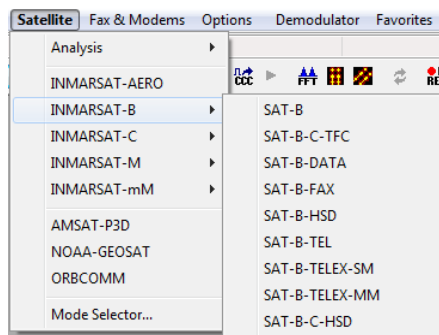 Satellite Fax & Modems Options Demodulator Favorites
Analysis
INMARSAT-AERO
INMARSAT-B
INMARSAT-C
INMARSAT-M
INMARSAT-mM
AMSAT-P3D
NOAA-GEOSAT
ORBCOMM
Mode Selector...
CCC FFT RE
SAT-B
SAT-B-C-TFC
SAT-B-DATA
SAT-B-FAX
SAT-B-HSD
SAT-B-TEL
SAT-B-TELEX-SM
SAT-B-TELEX-MM
SAT-B-C-HSD